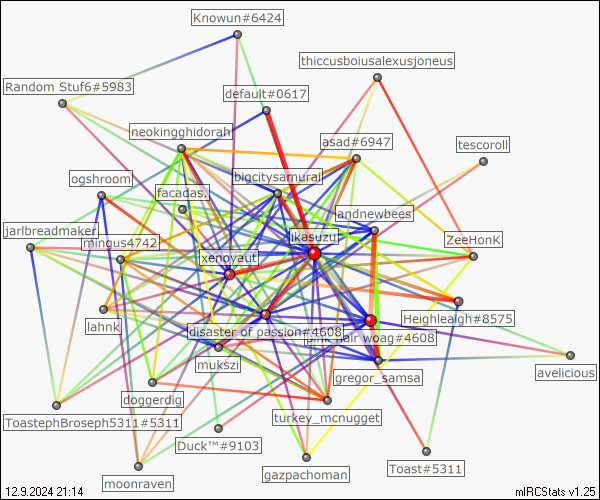 Knowun#6424
thiccusboiusalexusjoneus
Random Stuf6#5983
default#0617
neokingghidorah
asad#6947
tescoroll
ogshroom
bigcitysamurai
facadas.
andnewbees
jarlbreadmaker
mingus4742
ikasuzu
ZeeHonK
xenoyaut
lahnk
disaster of passion#4608
pink hair woag#4608
Heighleagh#8575
mukszi
gregor_samsa
avelicious
doggerdig
ToastephBroseph5311#5311
turkey_mcnugget
Duck™#9103
gazpachoman
Toast#5311
moonraven
12.9.2024 21:14
mIRCStats v1.25